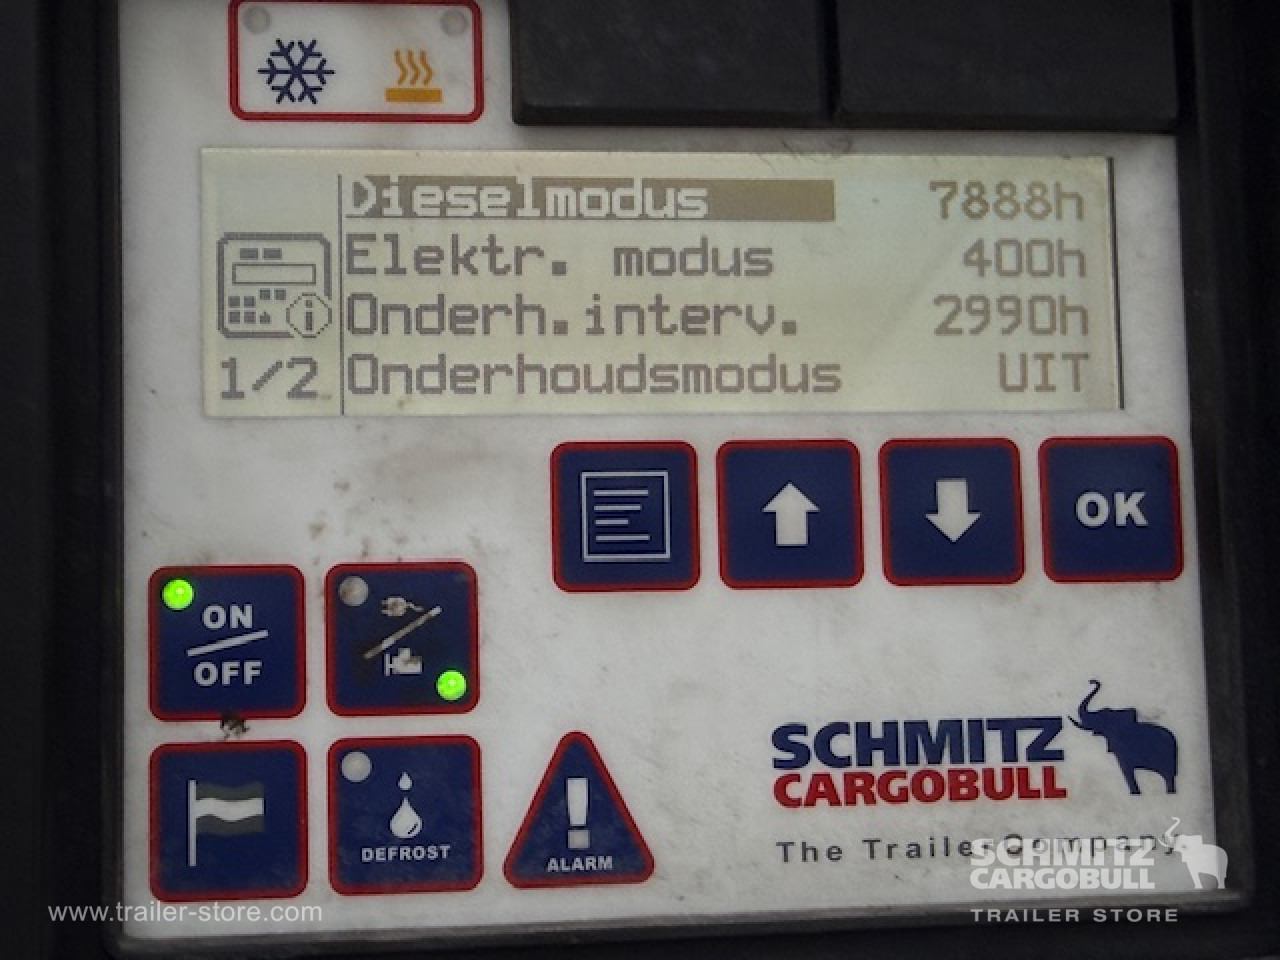 Dieselmodus 7888h
Elektr. modus 400h
Onderh.interv. 2990h
1/2 Onderhoudsmodus UIT
OK
ON
OFF
DEFROST
ALARM
SCHMITZ
CARGOBULL
The Trailer Company.
SCHMITZ
CARGOBULL
TRAILER STORE
www.trailer-store.com